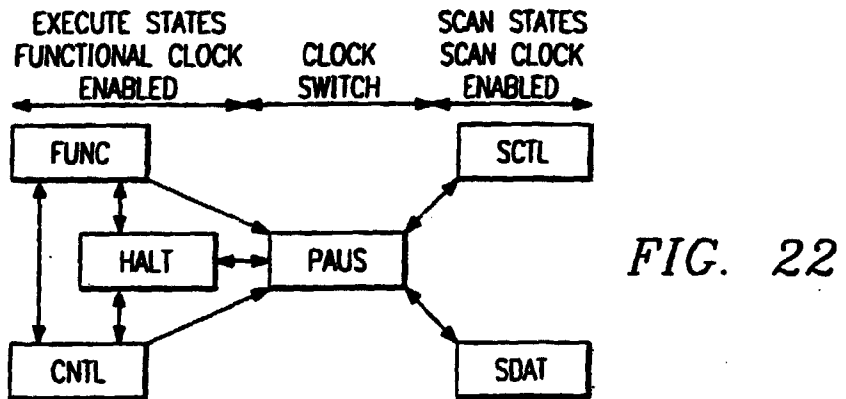 EXECUTE STATES
FUNCTIONAL CLOCK
ENABLED
CLOCK
SWITCH
SCAN STATES
SCAN CLOCK
ENABLED
FUNC
SCTL
HALT
PAUS
FIG. 22
CNTL
SDAT